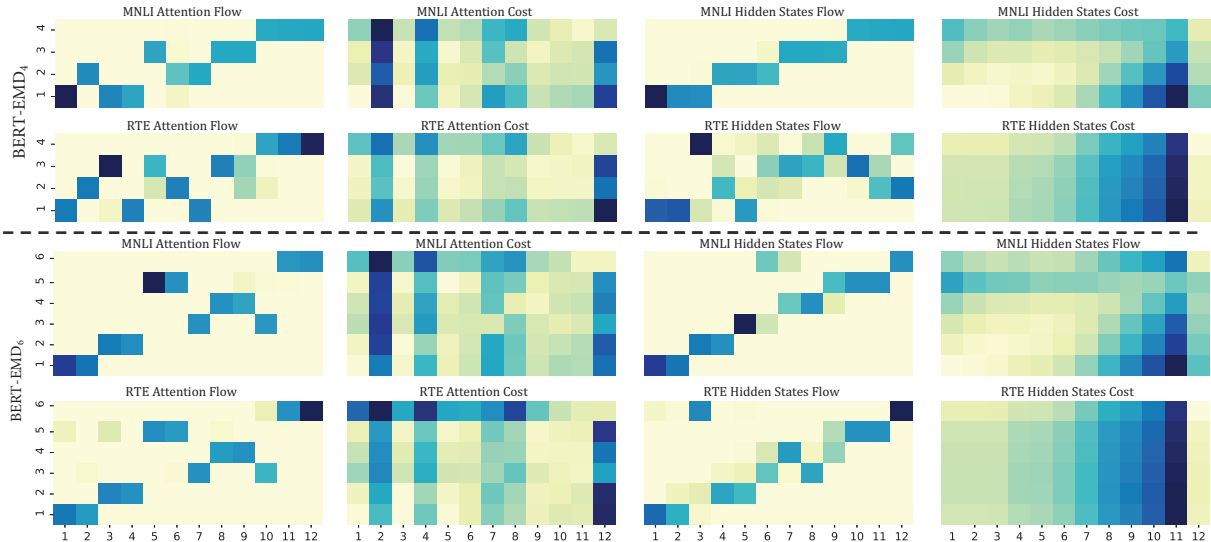 MNLI Attention Flow MNLI Attention Cost MNLI Hidden States Flow MNLI Hidden States Cost
4
3
2
1
BERT-EMD4
RTE Attention Flow RTE Attention Cost RTE Hidden States Flow RTE Hidden States Cost
4
3
2
1
MNLI Attention Flow MNLI Attention Cost MNLI Hidden States Flow MNLI Hidden States Flow
6
5
4
3
2
1
BERT-EMD6
RTE Attention Flow RTE Attention Cost RTE Hidden States Flow RTE Hidden States Cost
6
5
4
3
2
1
1 2 3 4 5 6 7 8 9 10 11 12 1 2 3 4 5 6 7 8 9 10 11 12 1 2 3 4 5 6 7 8 9 10 11 12 1 2 3 4 5 6 7 8 9 10 11 12